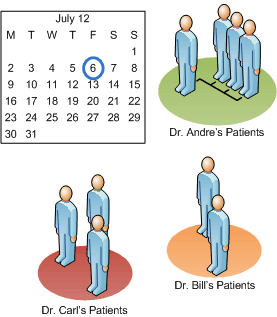 July 12
M T W T F S S
1
2 3 4 5 6 7 8
9 10 11 12 13 14 15
16 17 18 19 20 21 22
23 24 25 26 27 28 29
30 31
Dr. Andre's Patients
Dr. Bill's Patients
Dr. Carl's Patients